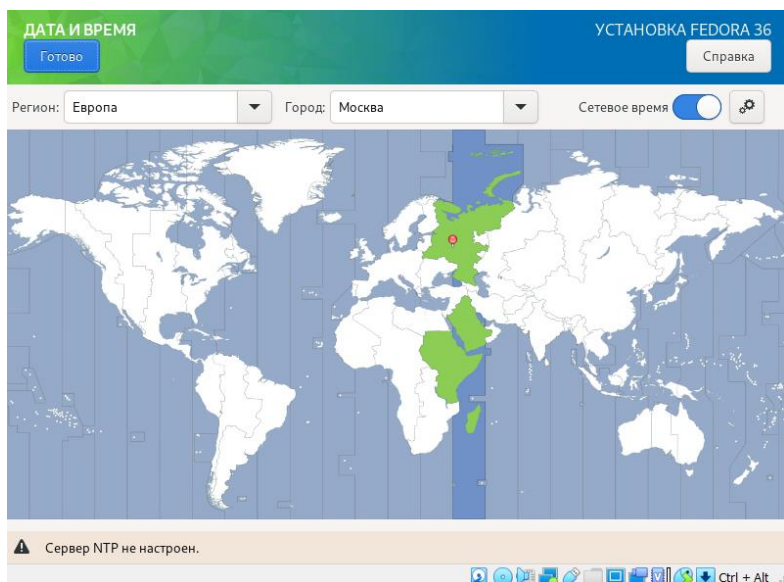 ДАТА И ВРЕМЯ
УСТАНОВКА FEDORA 36
Готово
Справка
Регион: Европа Город: Москва Сетевое время
Сервер NTP не настроен.
Ctrl + Alt